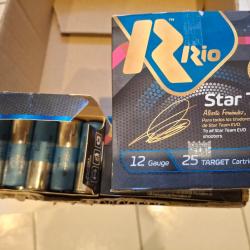 Rio
Star T
Alberto Fernández,
Para todos los tiradores
de Star Team EVO
To all Star Team EVO
shooters.
12 Gauge
25 TARGET Cartri